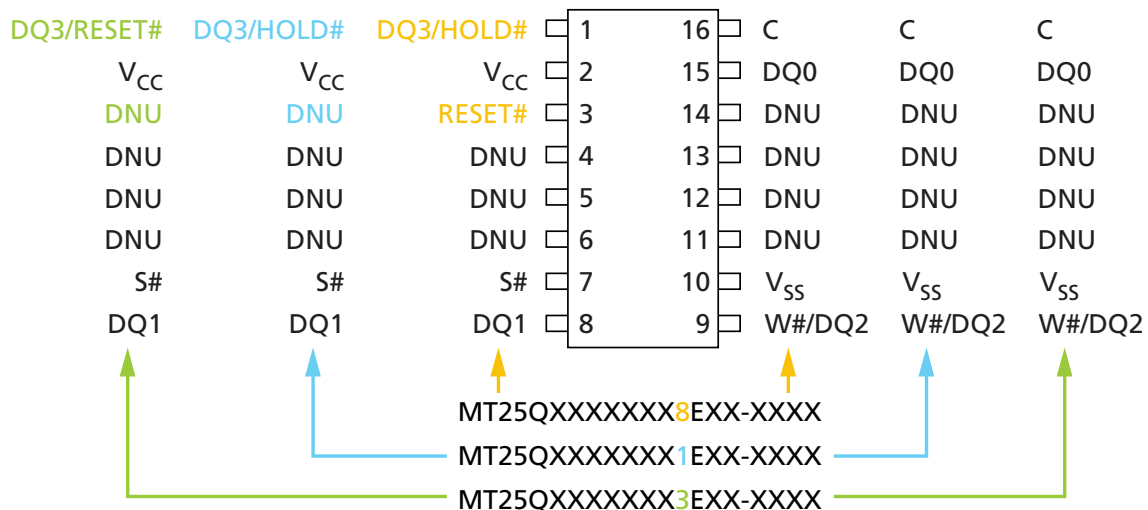 DQ3/RESET# DQ3/HOLD# DQ3/HOLD# 1 16 C C C
VCC VCC VCC 2 15 DQ0 DQ0 DQ0
DNU DNU RESET# 3 14 DNU DNU DNU
DNU DNU DNU 4 13 DNU DNU DNU
DNU DNU DNU 5 12 DNU DNU DNU
DNU DNU DNU 6 11 DNU DNU DNU
S# S# S# 7 10 VSS VSS VSS
DQ1 DQ1 DQ1 8 9 W#/DQ2 W#/DQ2 W#/DQ2
MT25QXXXXXXX8EXX-XXXX
MT25QXXXXXXX1EXX-XXXX
MT25QXXXXXXX3EXX-XXXX